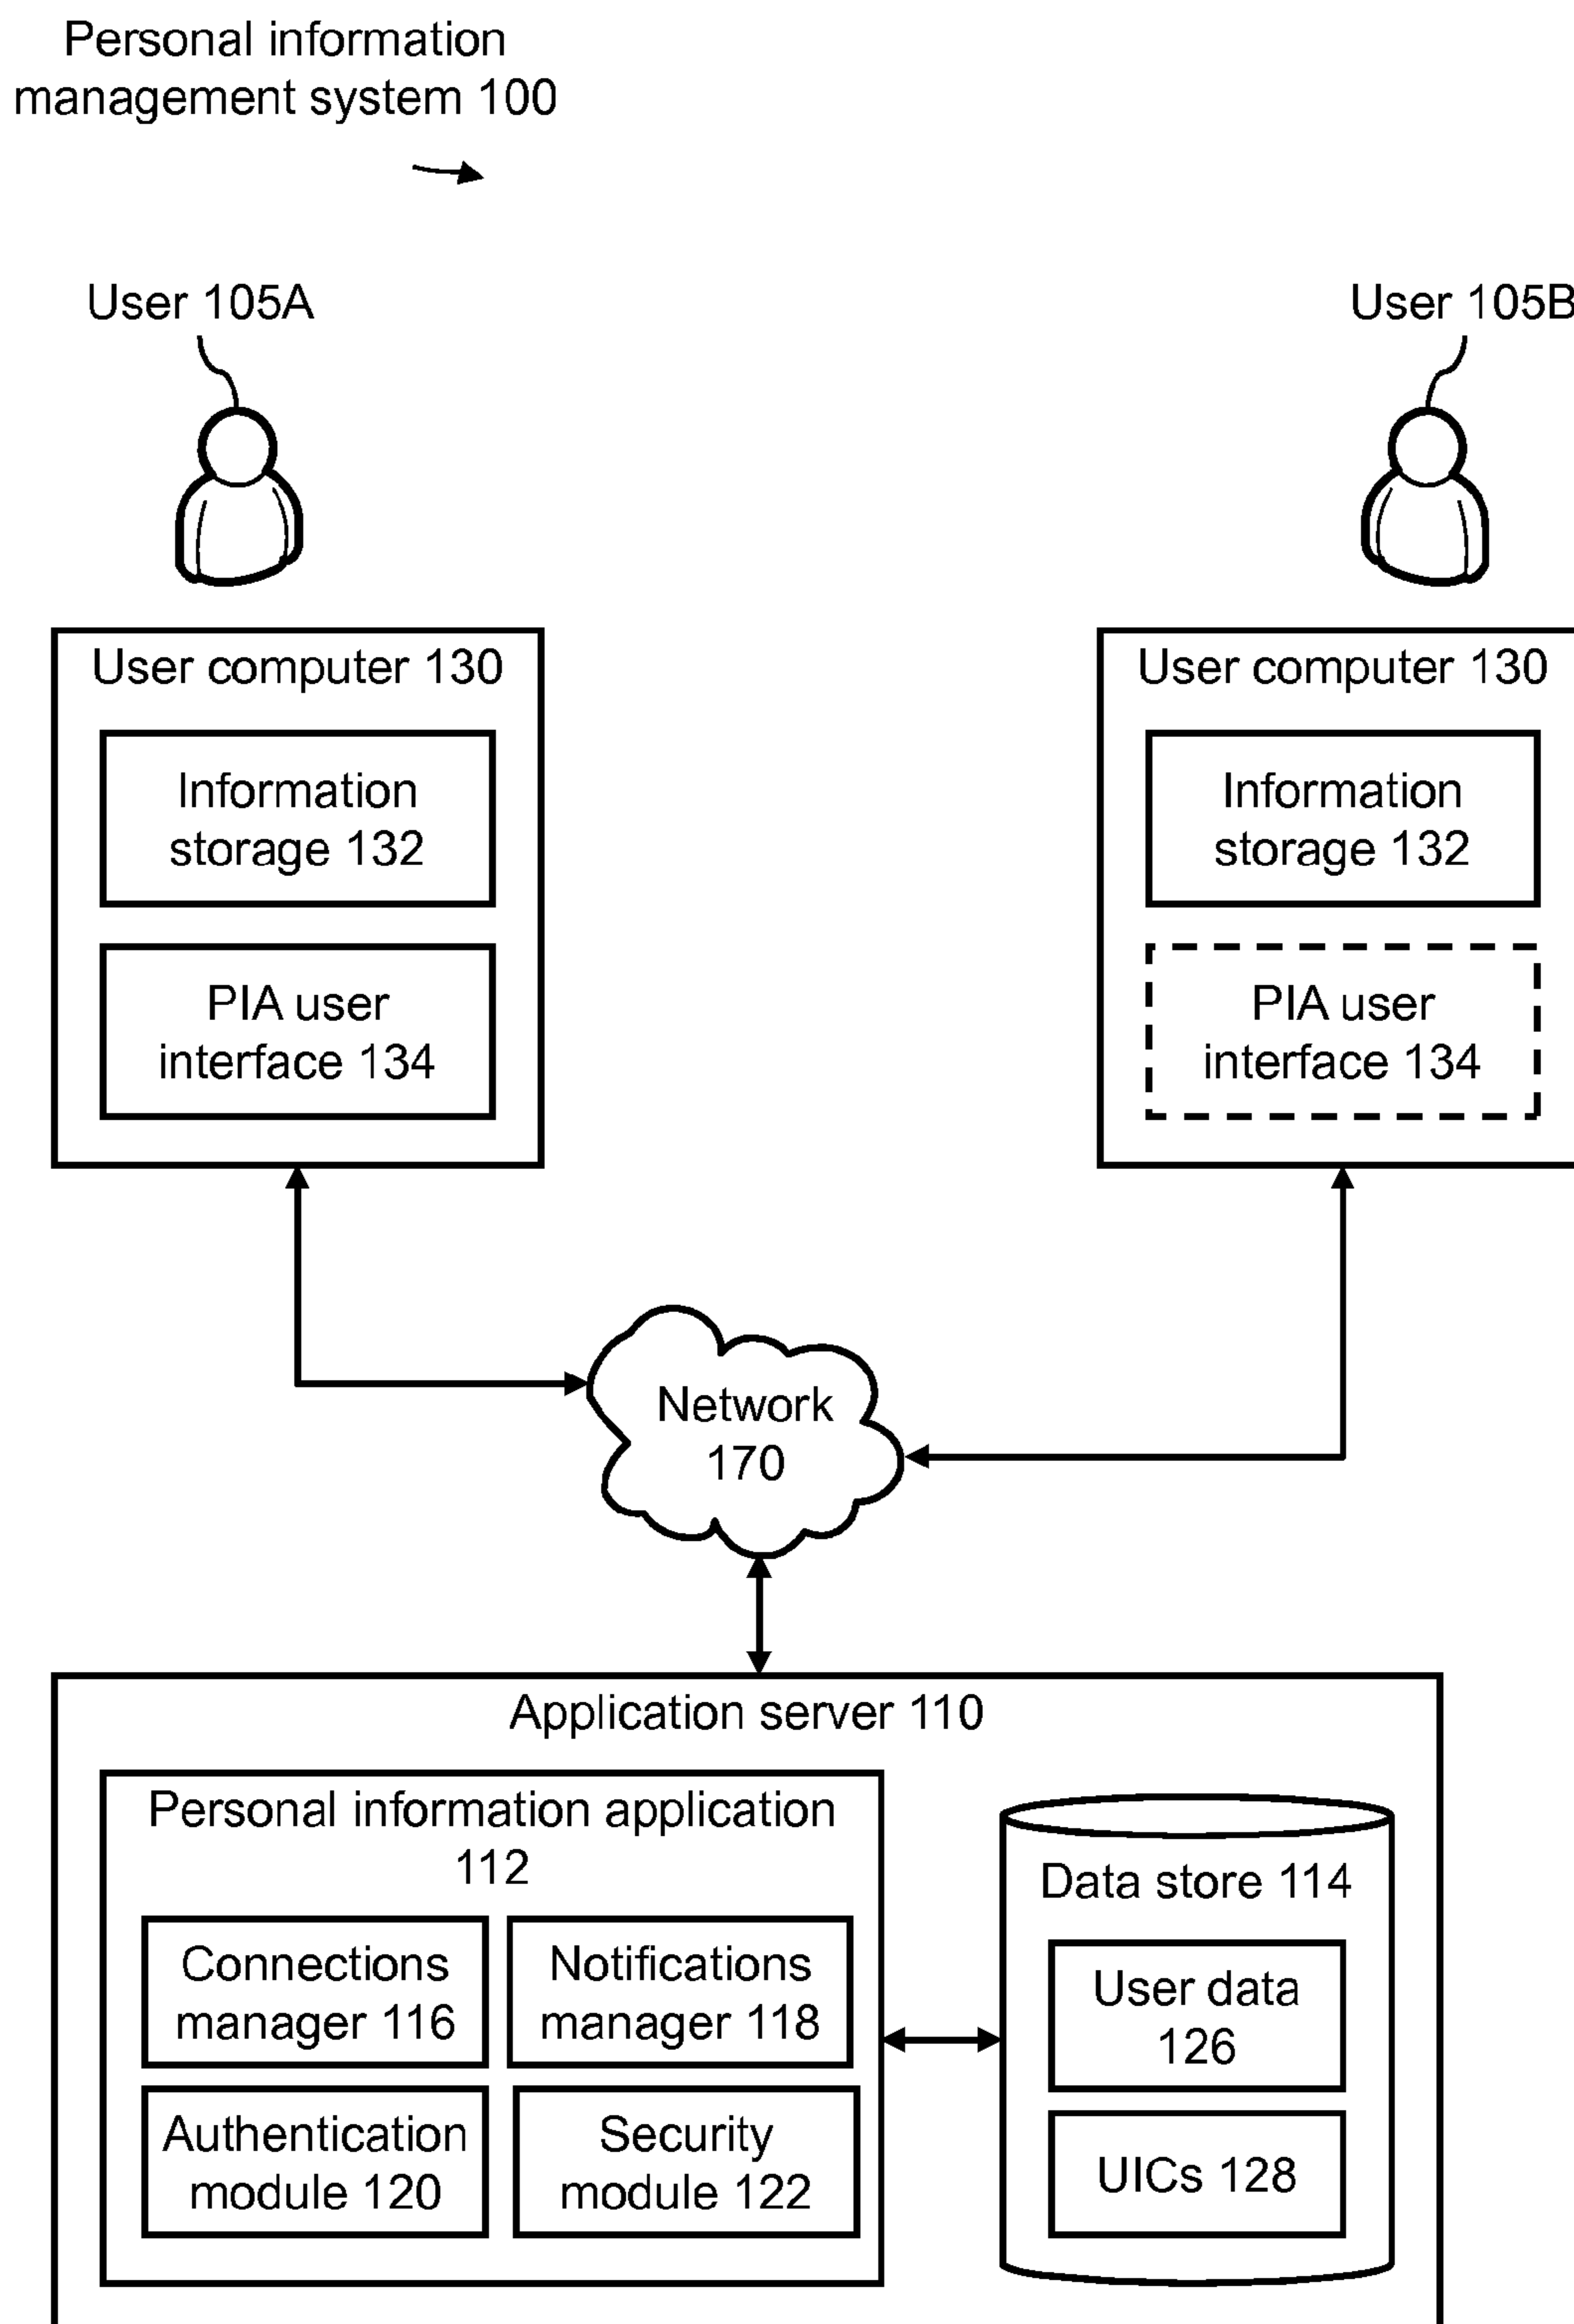 Personal information
management system 100
User 105A
User 105B
User computer 130
Information
storage 132
PIA user
interface 134
User computer 130
Information
storage 132
PIA user
interface 134
Network
170
Application server 110
Personal information application
112
Connections
manager 116
Notifications
manager 118
Authentication
module 120
Security
module 122
Data store 114
User data
126
UICs 128